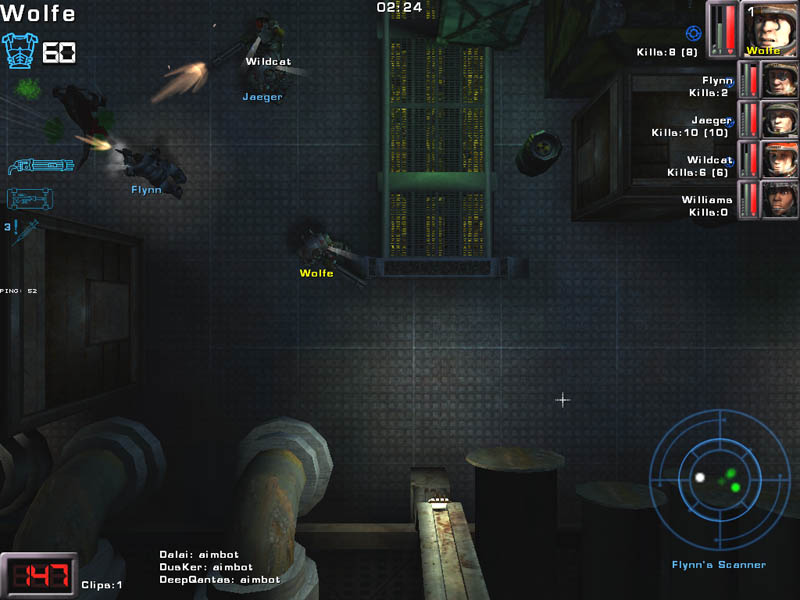 Wolfe
60
02:24
1
Wolfe
Kills:8 (8)
Flynn
Kills:2
Jaeger
Kills:10 (10)
Wildcat
Kills:6 (6)
Williams
Kills:0
Wildcat
Jaeger
Flynn
Wolfe
3!
PING: 52
Flynn's Scanner
147
Clips:1
Dalai: aimbot
DusKer: aimbot
DeepQantas: aimbot